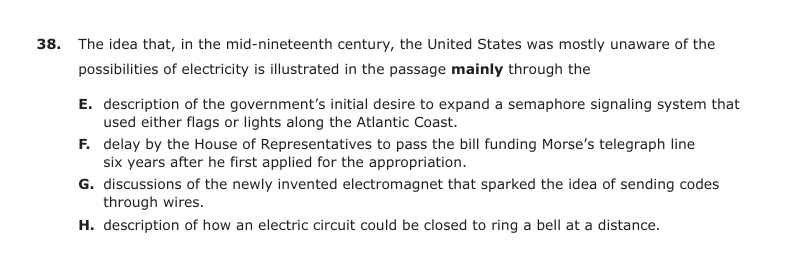 38. The idea that, in the mid-nineteenth century, the United States was mostly unaware of the
possibilities of electricity is illustrated in the passage mainly through the
E. description of the government’s initial desire to expand a semaphore signaling system that
used either flags or lights along the Atlantic Coast.
F. delay by the House of Representatives to pass the bill funding Morse’s telegraph line
six years after he first applied for the appropriation.
G. discussions of the newly invented electromagnet that sparked the idea of sending codes
through wires.
H. description of how an electric circuit could be closed to ring a bell at a distance.